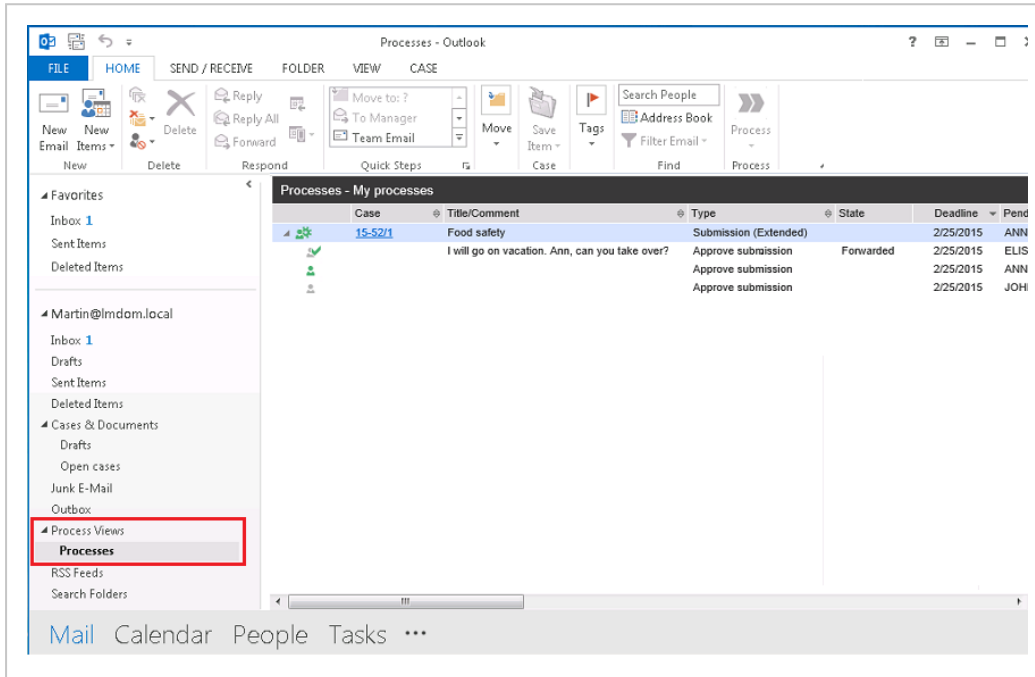 Processes - Outlook
?
FILE HOME SEND / RECEIVE FOLDER VIEW CASE
New Email
New Items
Delete
Reply
Reply All
Forward
Move to: ?
To Manager
Team Email
Move
Save Item
Tags
Search People
Address Book
Filter Email
Process
New Delete Respond Quick Steps Case Find Process
Favorites
Inbox 1
Sent Items
Deleted Items
Martin@lmdom.local
Inbox 1
Drafts
Sent Items
Deleted Items
Cases & Documents
Drafts
Open cases
Junk E-Mail
Outbox
Process Views
Processes
RSS Feeds
Search Folders
Processes - My processes
Case Title/Comment Type State Deadline Pend
15-52/1 Food safety Submission (Extended) 2/25/2015 ANN
I will go on vacation. Ann, can you take over? Approve submission Forwarded 2/25/2015 ELIS
Approve submission 2/25/2015 ANN
Approve submission 2/25/2015 JOH
Mail Calendar People Tasks •••